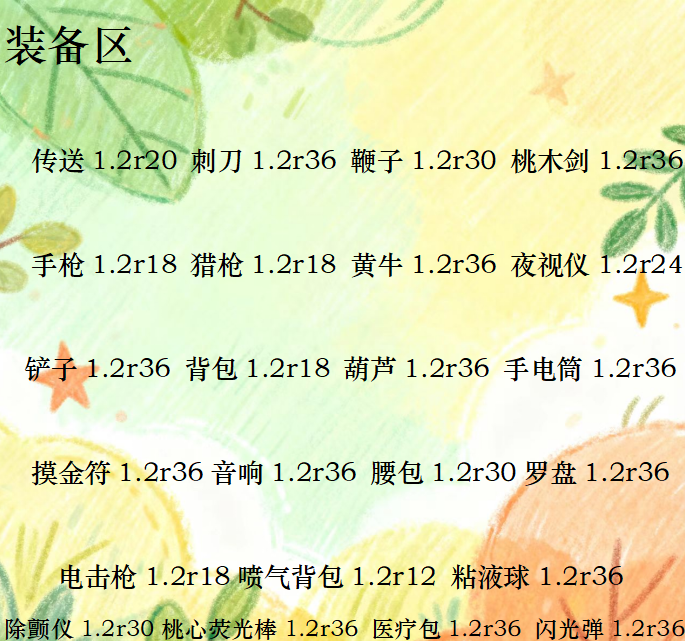 装备区
传送 1.2r20 刺刀 1.2r36 鞭子 1.2r30 桃木剑 1.2r36
手枪 1.2r18 猎枪 1.2r18 黄牛 1.2r36 夜视仪 1.2r24
铲子 1.2r36 背包 1.2r18 葫芦 1.2r36 手电筒 1.2r36
摸金符 1.2r36 音响 1.2r36 腰包 1.2r30 罗盘 1.2r36
电击枪 1.2r18 喷气背包 1.2r12 粘液球 1.2r36
除颤仪 1.2r30 桃心荧光棒 1.2r36 医疗包 1.2r36 闪光弹 1.2r36